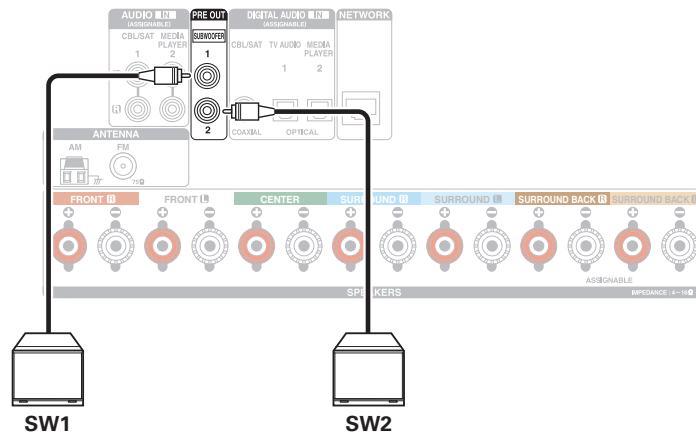 AUDIO IN
(ASSIGNABLE)
CBL/SAT
1
MEDIA PLAYER
2
R
PRE OUT
SUBWOOFER
1
2
DIGITAL AUDIO IN
(ASSIGNABLE)
CBL/SAT
TV AUDIO
1
MEDIA PLAYER
2
COAXIAL
OPTICAL
NETWORK
ANTENNA
AM
FM
75Ω
FRONT R
FRONT L
CENTER
SURROUND R
SURROUND L
SURROUND BACK R
SURROUND BACK
ASSIGNABLE
SPEAKERS
IMPEDANCE : 4~16Ω
SW1
SW2